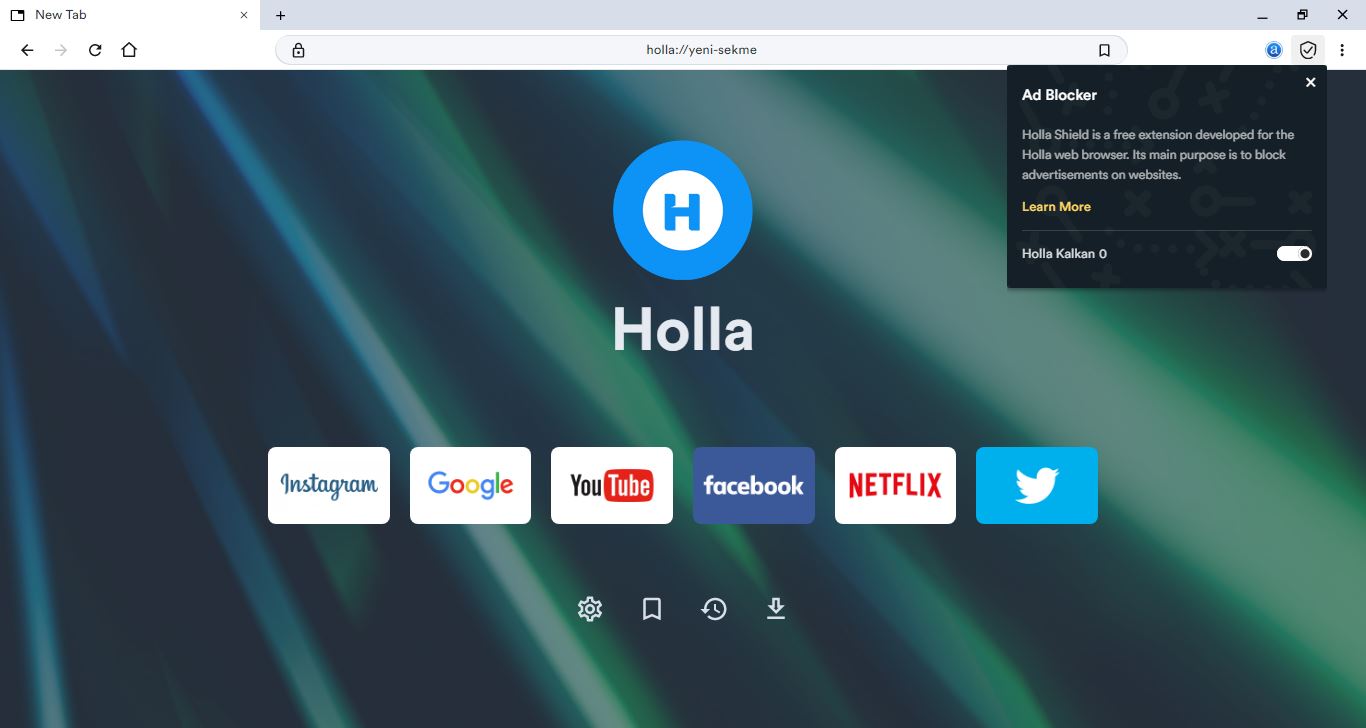 New Tab
holla://yeni-sekme
a
Ad Blocker
Holla Shield is a free extension developed for the
Holla web browser. Its main purpose is to block
advertisements on websites.
Learn More
Holla Kalkan 0
H
Holla
Instagram
Google
YouTube
facebook
NETFLIX